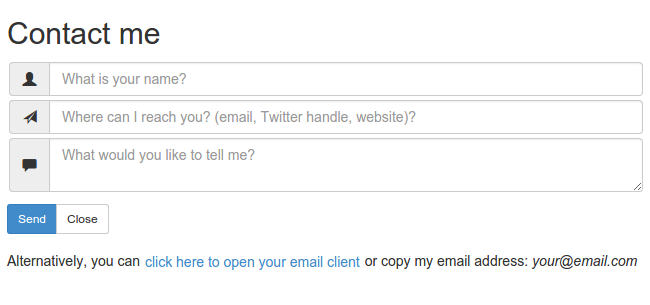 Contact me
What is your name?
Where can I reach you? (email, Twitter handle, website)?
What would you like to tell me?
Send Close
Alternatively, you can click here to open your email client or copy my email address: your@email.com